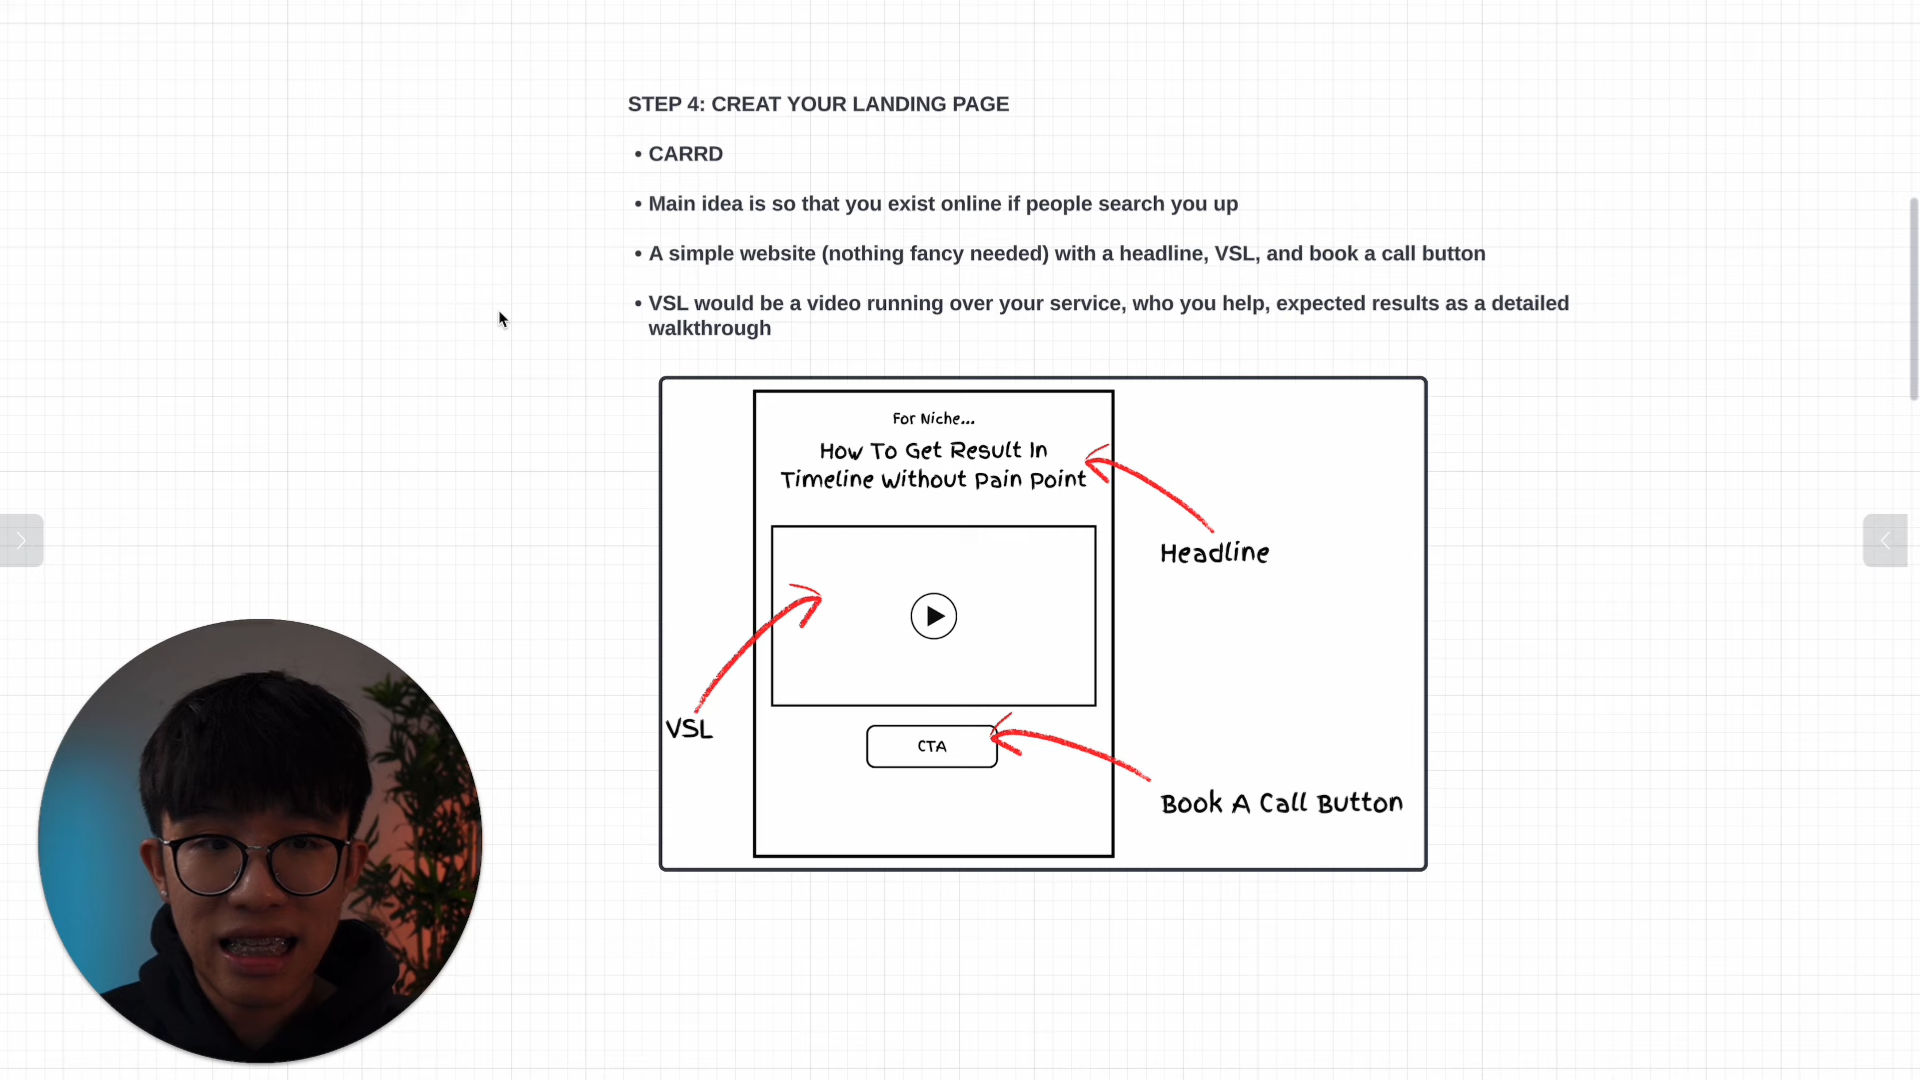 STEP 4: CREAT YOUR LANDING PAGE
• CARRD
• Main idea is so that you exist online if people search you up
• A simple website (nothing fancy needed) with a headline, VSL, and book a call button
• VSL would be a video running over your service, who you help, expected results as a detailed
walkthrough
For Niche...
How To Get Result In
Timeline Without Pain Point
Headline
VSL
CTA
Book A Call Button